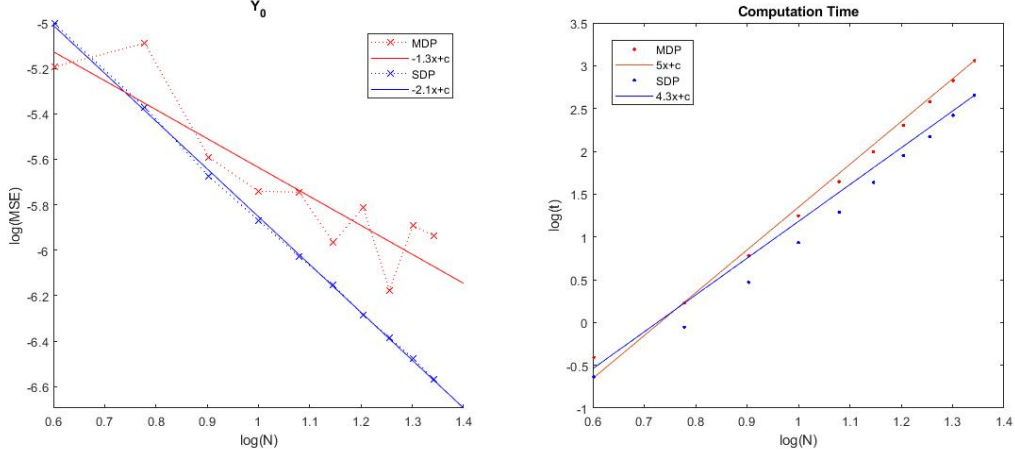 Y0
MDP
-1.3x+c
SDP
-2.1x+c
-5
-5.2
-5.4
-5.6
-5.8
-6
-6.2
-6.4
-6.6
log(MSE)
0.6 0.7 0.8 0.9 1 1.1 1.2 1.3 1.4
log(N)
Computation Time
MDP
5x+c
SDP
4.3x+c
3.5
3
2.5
2
1.5
1
0.5
0
-0.5
-1
log(t)
0.6 0.7 0.8 0.9 1 1.1 1.2 1.3 1.4
log(N)